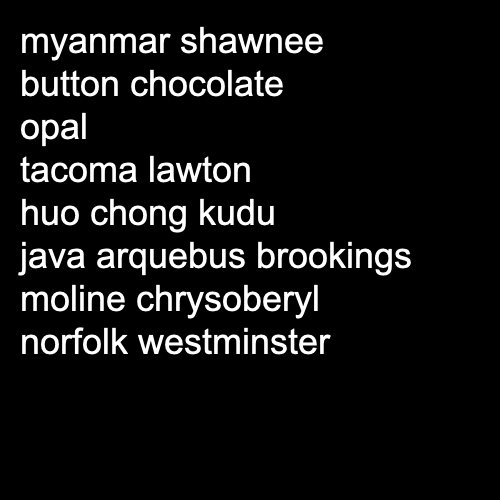 myanmar shawnee
button chocolate
opal
tacoma lawton
huo chong kudu
java arquebus brookings
moline chrysoberyl
norfolk westminster